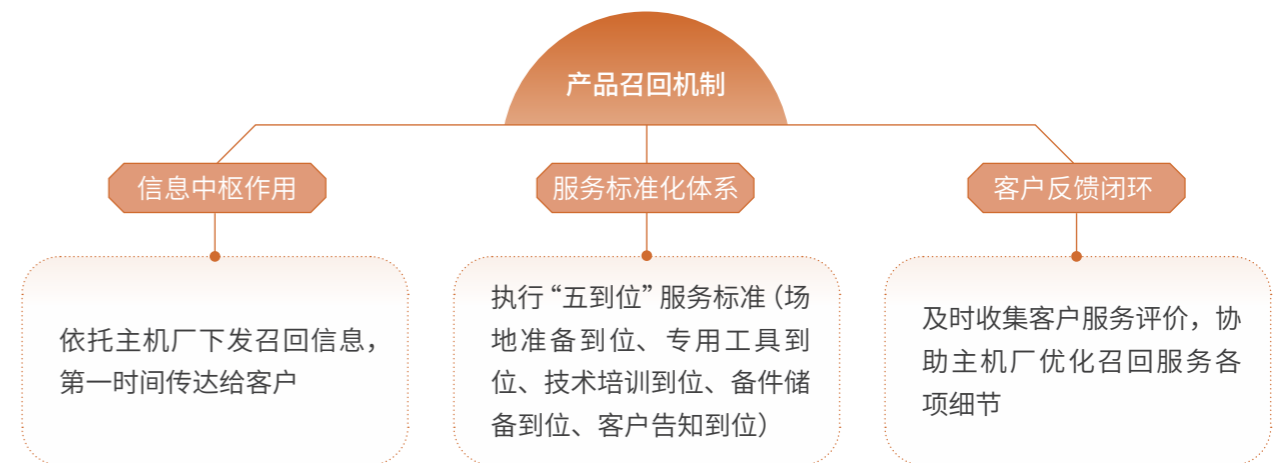 产品召回机制
信息中枢作用
服务标准化体系
客户反馈闭环
依托主机厂下发召回信息，
第一时间传达给客户
执行“五到位”服务标准（场
地准备到位、专用工具到
位、技术培训到位、备件储
备到位、客户告知到位）
及时收集客户服务评价，协
助主机厂优化召回服务各
项细节